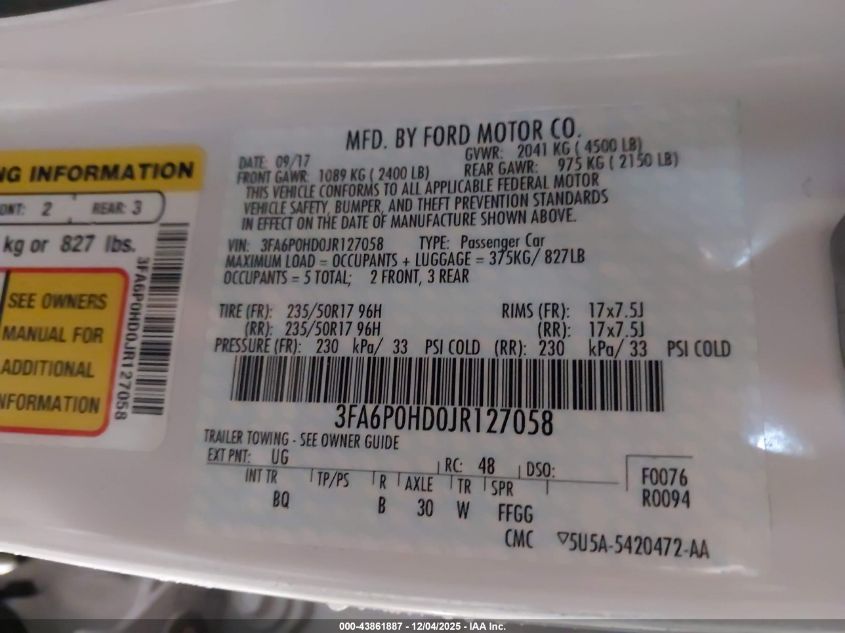 MFD. BY FORD MOTOR CO.
DATE: 09/17 GVWR: 2041 KG ( 4500 LB)
FRONT GAWR: 1089 KG ( 2400 LB) REAR GAWR: 975 KG ( 2150 LB)
THIS VEHICLE CONFORMS TO ALL APPLICABLE FEDERAL MOTOR
VEHICLE SAFETY, BUMPER, AND THEFT PREVENTION STANDARDS
IN EFFECT ON THE DATE OF MANUFACTURE SHOWN ABOVE.
VIN: 3FA6P0HD0JR127058 TYPE: Passenger Car
MAXIMUM LOAD = OCCUPANTS + LUGGAGE = 375KG/ 827LB
OCCUPANTS = 5 TOTAL; 2 FRONT, 3 REAR
TIRE (FR): 235/50R17 96H RIMS (FR): 17x7.5J
(RR): 235/50R17 96H (RR): 17x7.5J
PRESSURE (FR): 230 kPa/ 33 PSI COLD (RR): 230 kPa/ 33 PSI COLD
3FA6P0HD0JR127058
TRAILER TOWING - SEE OWNER GUIDE
EXT PNT: UG RC: 48 DSO: F0076
R0094
INT TR TP/PS R AXLE TR SPR
BQ B 30 W FFGG
CMC 5U5A-5420472-AA
NG INFORMATION
ONT: 2 REAR: 3
kg or 827 lbs.
SEE OWNERS
MANUAL FOR
ADDITIONAL
NFORMATION
3FA6P0HD0JR127058
000-43861887 - 12/04/2025 - IAA Inc.